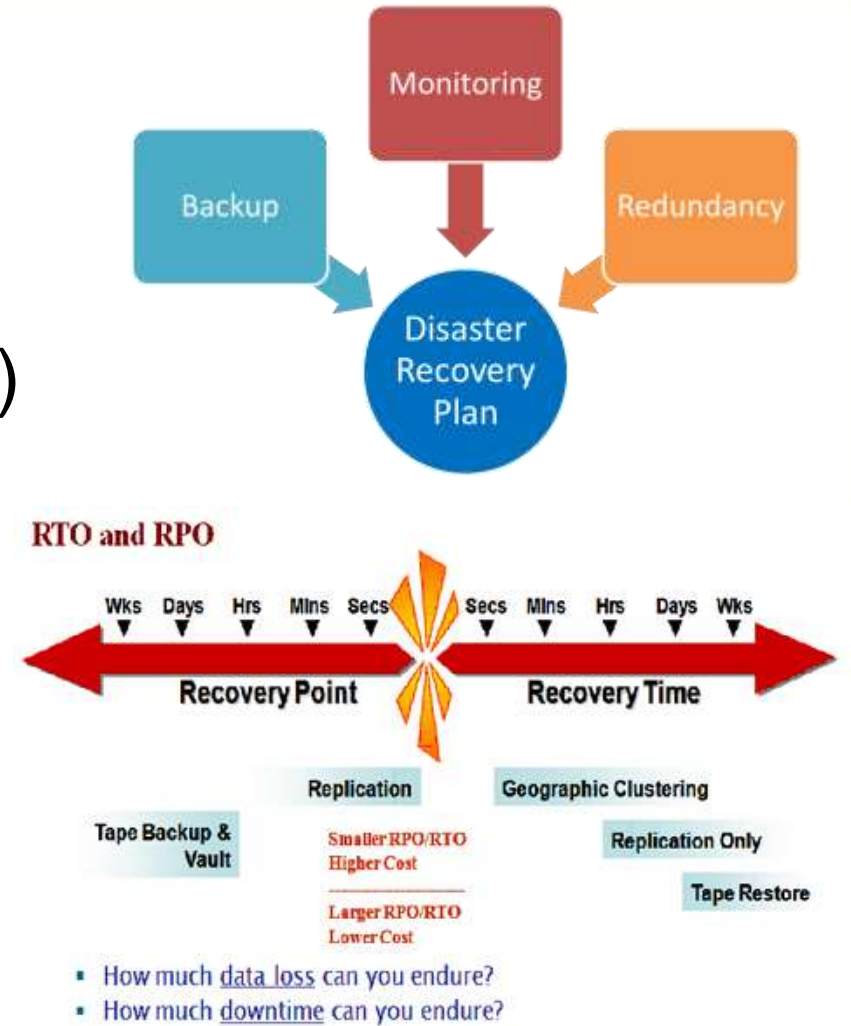 Monitoring
Backup
Redundancy
Disaster
Recovery
Plan
)
RTO and RPO
Wks Days Hrs Mins Secs Secs Mins Hrs Days Wks
Recovery Point Recovery Time
Replication Geographic Clustering
Tape Backup &
Vault
Smaller RPO/RTO
Higher Cost
Replication Only
Larger RPO/RTO
Lower Cost
Tape Restore
▪ How much data loss can you endure?
▪ How much downtime can you endure?